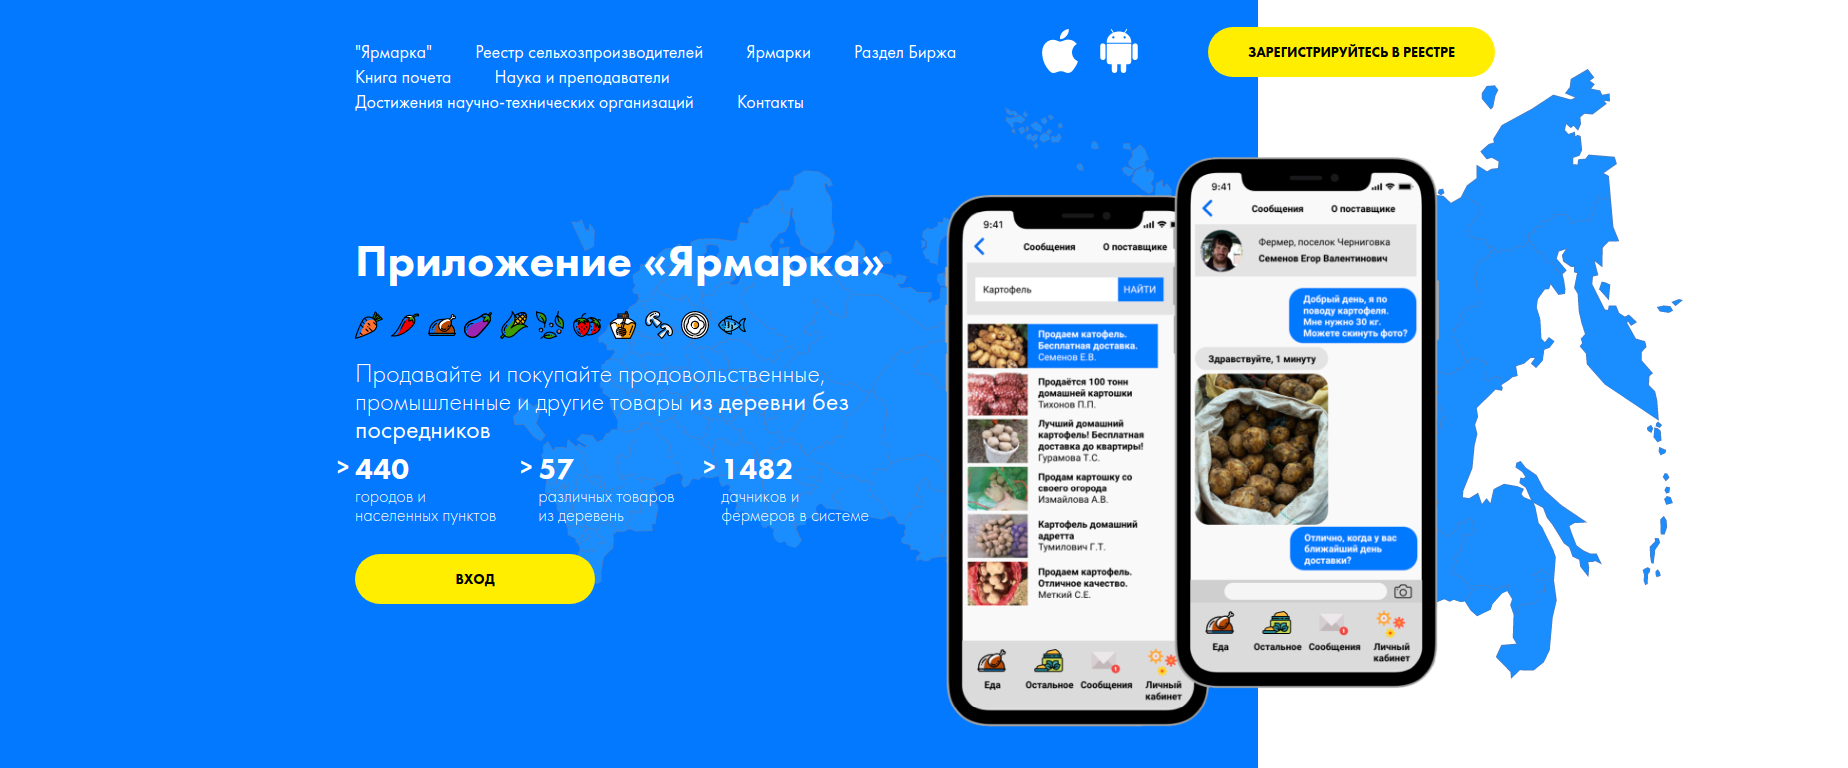 "Ярмарка" Реестр сельхозпроизводителей Ярмарки Раздел Биржа
Книга почета Наука и преподаватели
Достижения научно-технических организаций Контакты
ЗАРЕГИСТРИРУЙТЕСЬ В РЕЕСТРЕ
Приложение «Ярмарка»
Продавайте и покупайте продовольственные,
промышленные и другие товары из деревни без
посредников
> 440
городов и
населенных пунктов
> 57
различных товаров
из деревень
> 1482
дачников и
фермеров в системе
ВХОД
9:41
Сообщения О поставщике
Картофель НАЙТИ
Продаем катофель.
Бесплатная доставка.
Семенов Е.В.
Продаётся 100 тонн
домашней картошки
Тихонов П.П.
Лучший домашний
картофель! Бесплатная
доставка до квартиры!
Гурамова Т.С.
Продам картошку со
своего огорода
Измайлова А.В.
Картофель домашний
адретта
Тумилович Г.Т.
Продаем картофель.
Отличное качество.
Меткий С.Е.
Еда Остальное Сообщения Личный
кабинет
9:41
Сообщения О поставщике
Фермер, поселок Черниговка
Семенов Егор Валентинович
Добрый день, я по
поводу картофеля.
Мне нужно 30 кг.
Можете скинуть фото?
Здравствуйте, 1 минуту
Отлично, когда у вас
ближайший день
доставки?
Еда Остальное Сообщения Личный
кабинет